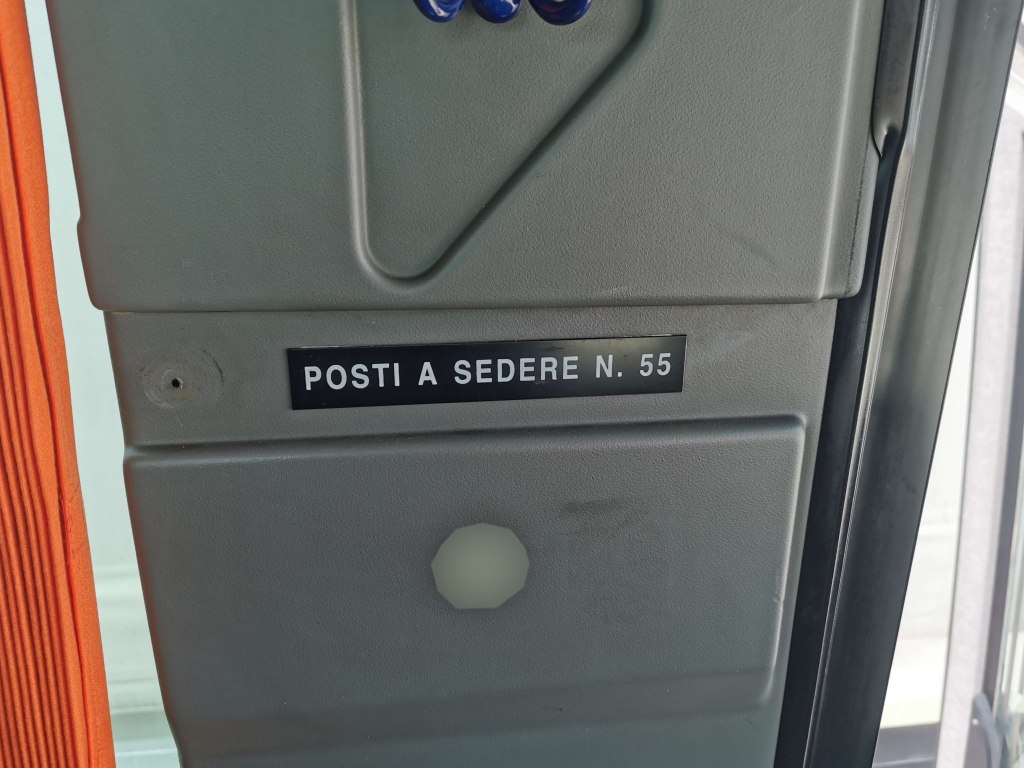 POSTI A SEDERE N. 55